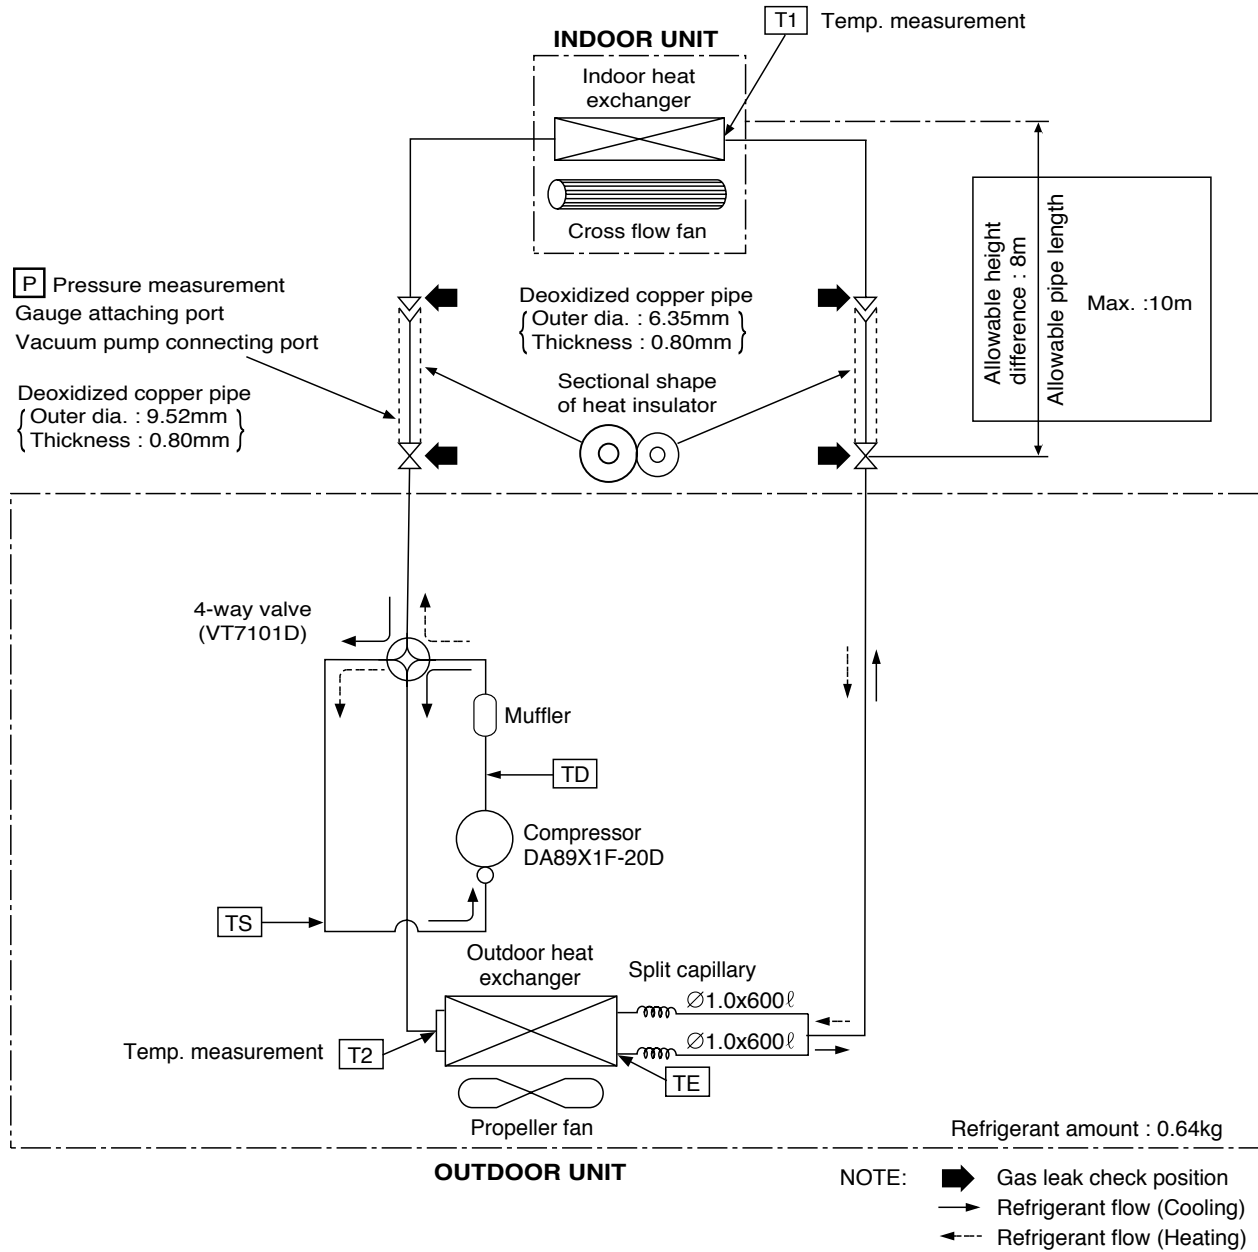 T1 Temp. measurement
INDOOR UNIT
Indoor heat
exchanger
Cross flow fan
P Pressure measurement
Gauge attaching port
Vacuum pump connecting port
Deoxidized copper pipe
Outer dia. : 9.52mm
Thickness : 0.80mm
Deoxidized copper pipe
Outer dia. : 6.35mm
Thickness : 0.80mm
Sectional shape
of heat insulator
Allowable height
difference : 8m
Allowable pipe length
Max. :10m
4-way valve
(VT7101D)
Muffler
TD
Compressor
DA89X1F-20D
TS
Outdoor heat
exchanger
Split capillary
∅1.0x600ℓ
∅1.0x600ℓ
Temp. measurement T2
TE
Propeller fan
Refrigerant amount : 0.64kg
OUTDOOR UNIT
NOTE: Gas leak check position
Refrigerant flow (Cooling)
Refrigerant flow (Heating)